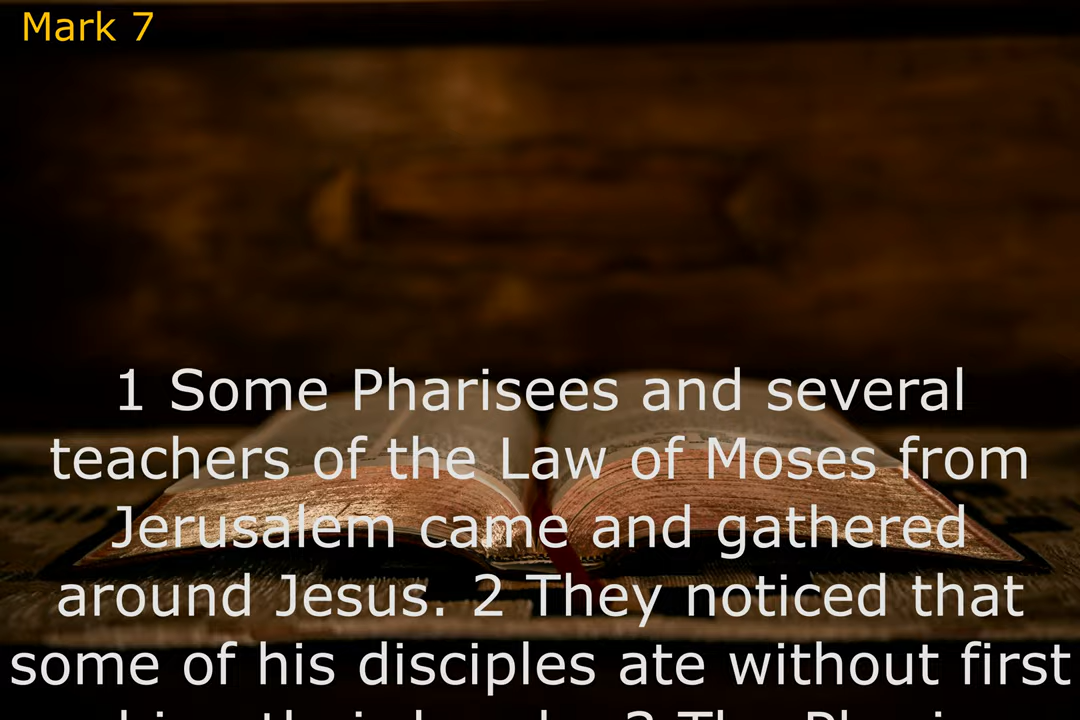 Mark 7
1 Some Pharisees and several
teachers of the Law of Moses from
Jerusalem came and gathered
around Jesus. 2 They noticed that
some of his disciples ate without first